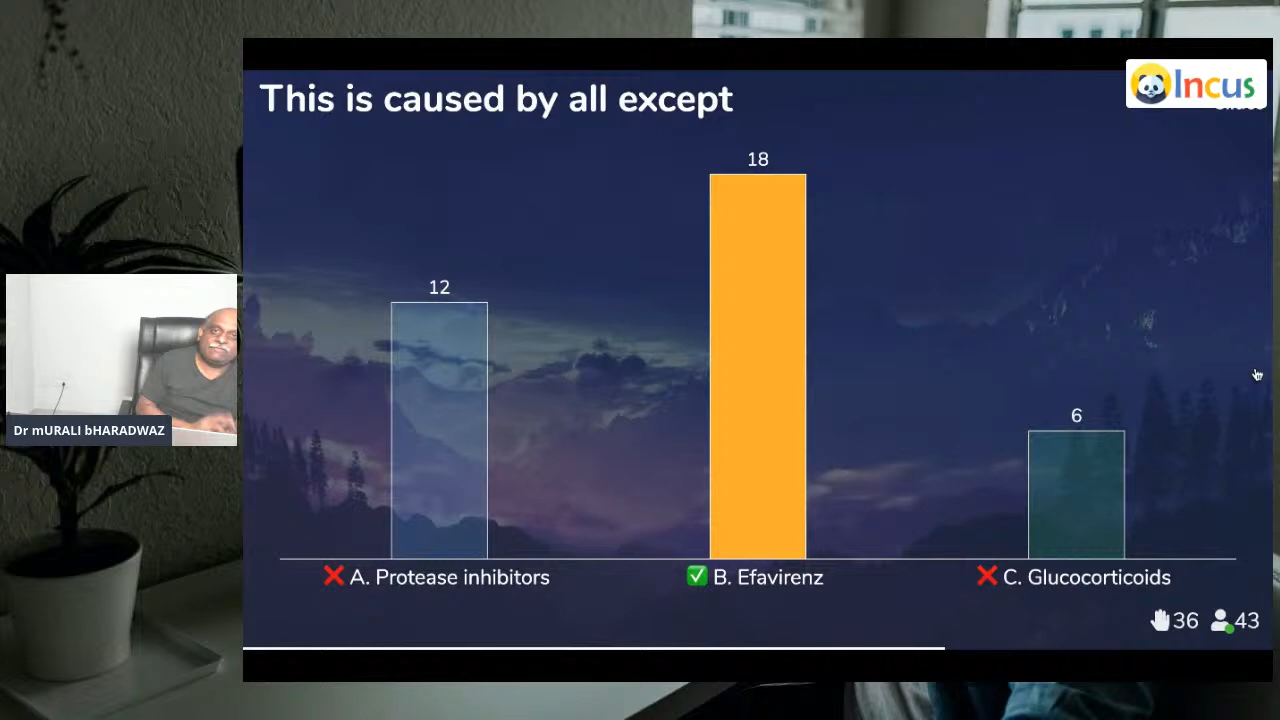 This is caused by all except
Incus
12
18
6
❌ A. Protease inhibitors
✅ B. Efavirenz
❌ C. Glucocorticoids
36 43
Dr mURALI bHARADWAZ